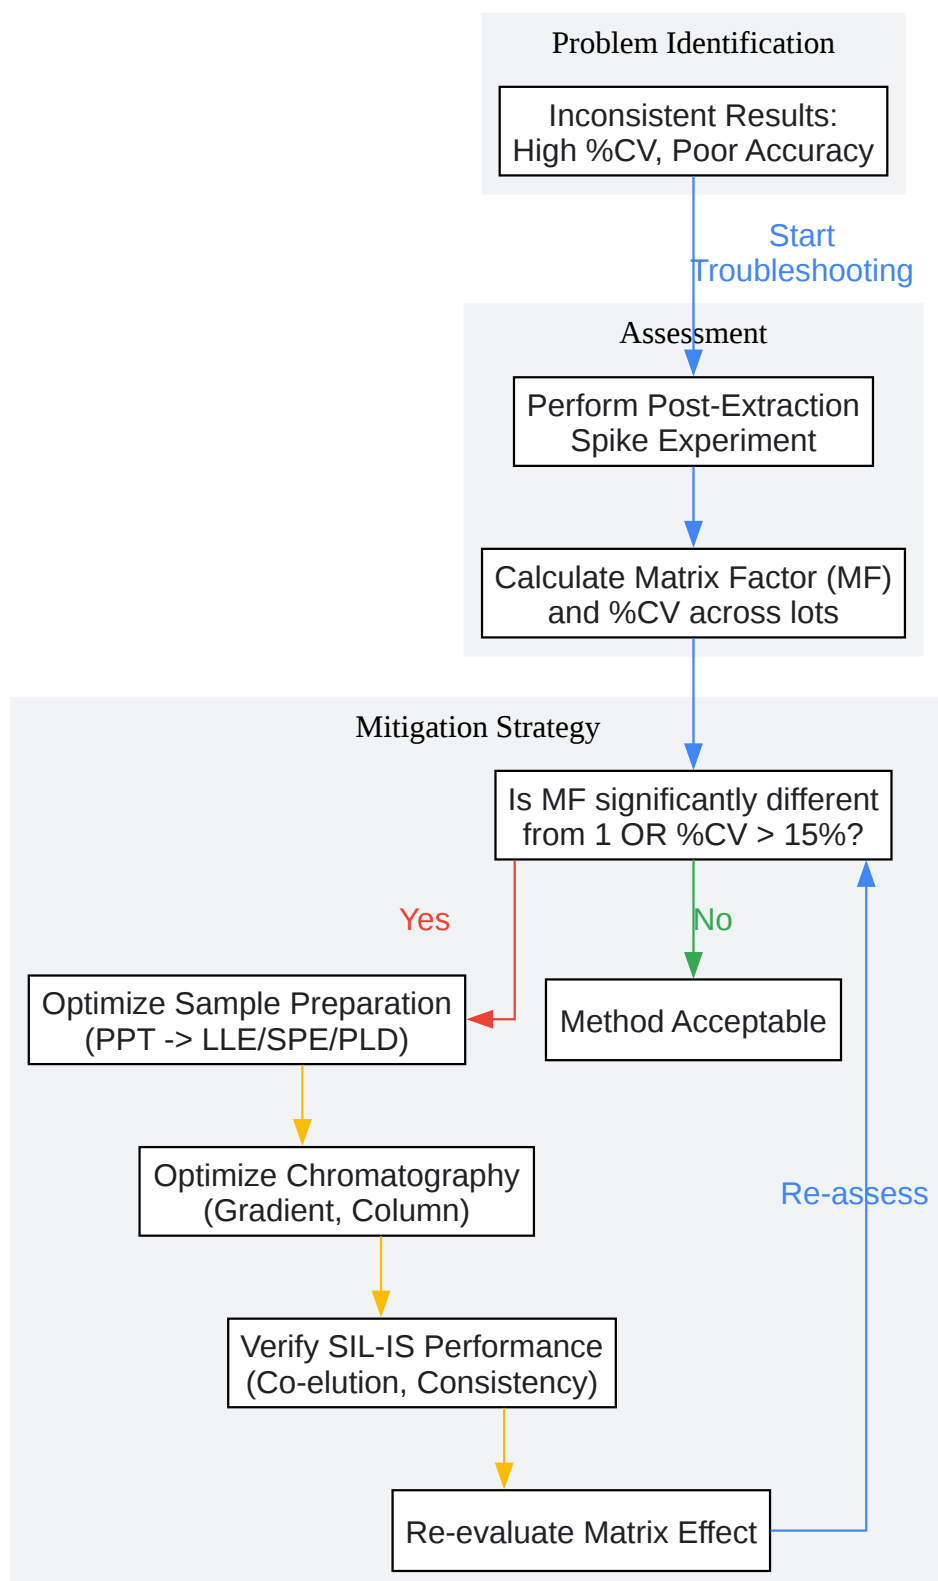 Problem Identification
Inconsistent Results:
High %CV, Poor Accuracy
Start
Troubleshooting
Assessment
Perform Post-Extraction
Spike Experiment
Calculate Matrix Factor (MF)
and %CV across lots
Mitigation Strategy
Is MF significantly different
from 1 OR %CV > 15%?
Yes
No
Optimize Sample Preparation
(PPT -> LLE/SPE/PLD)
Method Acceptable
Optimize Chromatography
(Gradient, Column)
Re-assess
Verify SIL-IS Performance
(Co-elution, Consistency)
Re-evaluate Matrix Effect